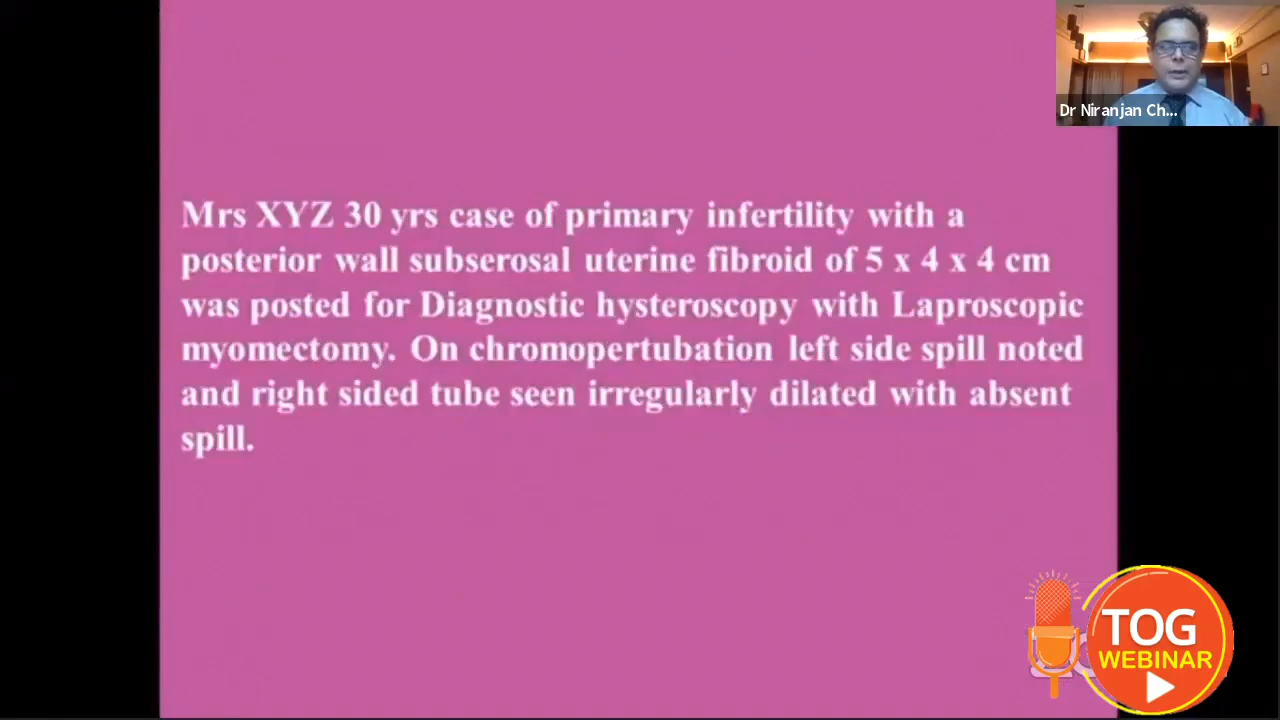 Dr Niranjan Ch...
Mrs XYZ 30 yrs case of primary infertility with a
posterior wall subserosal uterine fibroid of 5 x 4 x 4 cm
was posted for Diagnostic hysteroscopy with Laproscopic
myomectomy. On chromopertubation left side spill noted
and right sided tube seen irregularly dilated with absent
spill.
TOG
WEBINAR